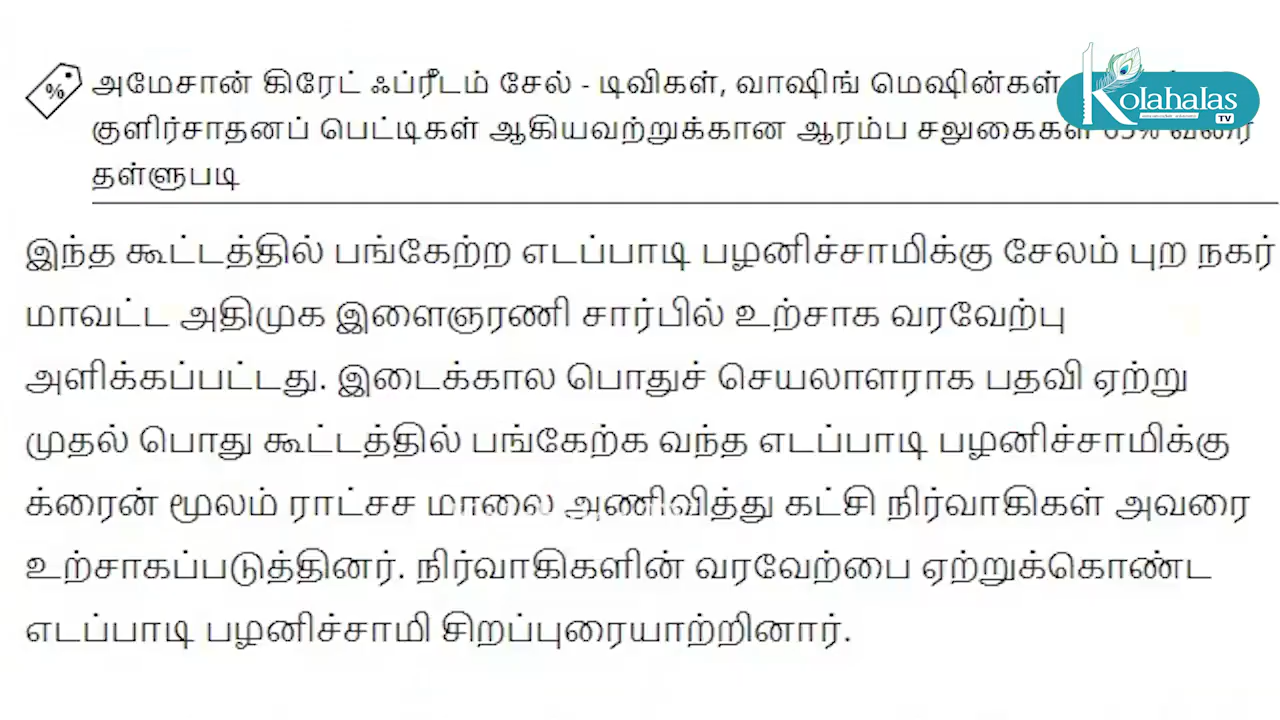 %
அமேசான் கிரேட் ஃப்ரீடம் சேல் - டிவிகள், வாஷிங் மெஷின்கள்
Kolahalas
TV
குளிர்சாதனப் பெட்டிகள் ஆகியவற்றுக்கான ஆரம்ப சலுகைகள் 65% வரை
தள்ளுபடி
இந்த கூட்டத்தில் பங்கேற்ற எடப்பாடி பழனிச்சாமிக்கு சேலம் புற நகர்
மாவட்ட அதிமுக இளைஞரணி சார்பில் உற்சாக வரவேற்பு
அளிக்கப்பட்டது. இடைக்கால பொதுச் செயலாளராக பதவி ஏற்று
முதல் பொது கூட்டத்தில் பங்கேற்க வந்த எடப்பாடி பழனிச்சாமிக்கு
க்ரைன் மூலம் ராட்சச மாலை அணிவித்து கட்சி நிர்வாகிகள் அவரை
உற்சாகப்படுத்தினர். நிர்வாகிகளின் வரவேற்பை ஏற்றுக்கொண்ட
எடப்பாடி பழனிச்சாமி சிறப்புரையாற்றினார்.